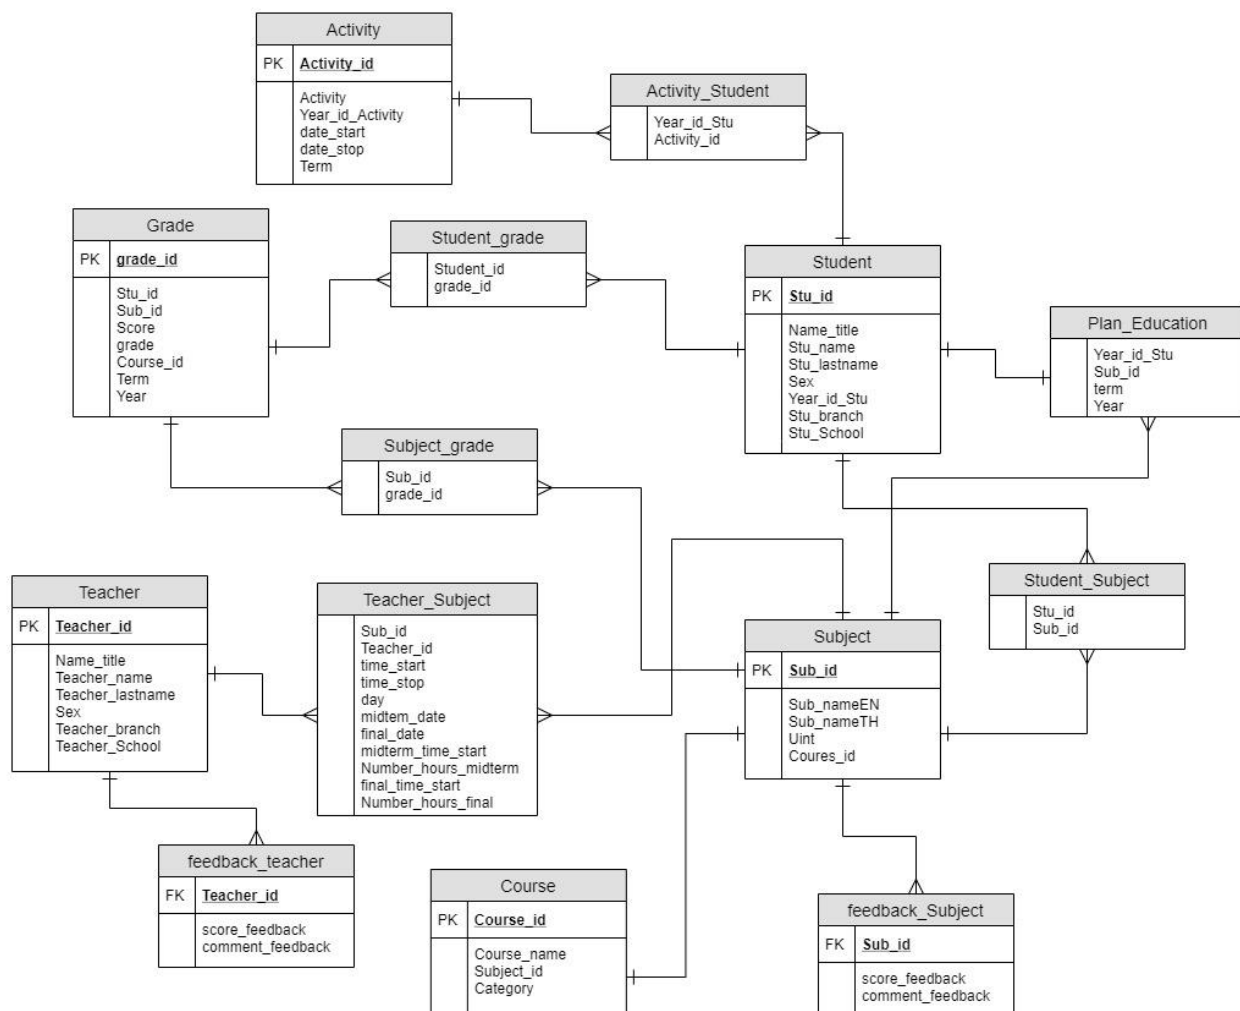 Activity
PK Activity_id
Activity
Year_id_Activity
date_start
date_stop
Term
Activity_Student
Year_id_Stu
Activity_id
Grade
PK grade_id
Stu_id
Sub_id
Score
grade
Course_id
Term
Year
Student_grade
Student_id
grade_id
Student
PK Stu_id
Name_title
Stu_name
Stu_lastname
Sex
Year_id_Stu
Stu_branch
Stu_School
Plan_Education
Year_id_Stu
Sub_id
term
Year
Subject_grade
Sub_id
grade_id
Teacher
PK Teacher_id
Name_title
Teacher_name
Teacher_lastname
Sex
Teacher_branch
Teacher_School
Teacher_Subject
Sub_id
Teacher_id
time_start
time_stop
day
midtem_date
final_date
midterm_time_start
Number_hours_midterm
final_time_start
Number_hours_final
Subject
PK Sub_id
Sub_nameEN
Sub_nameTH
Uint
Coures_id
Student_Subject
Stu_id
Sub_id
feedback_teacher
FK Teacher_id
score_feedback
comment_feedback
Course
PK Course_id
Course_name
Subject_id
Category
feedback_Subject
FK Sub_id
score_feedback
comment_feedback